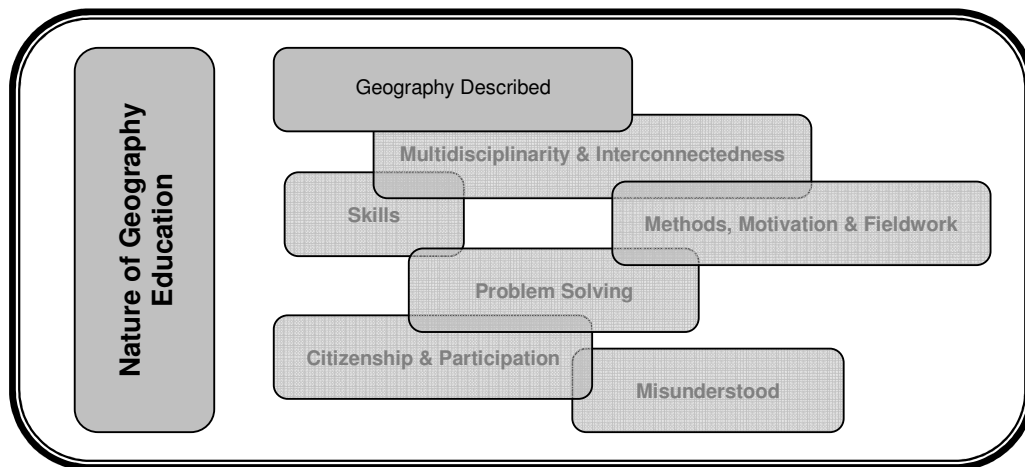 Nature of Geography
Education
Geography Described
Multidisciplinarity & Interconnectedness
Skills
Methods, Motivation & Fieldwork
Problem Solving
Citizenship & Participation
Misunderstood